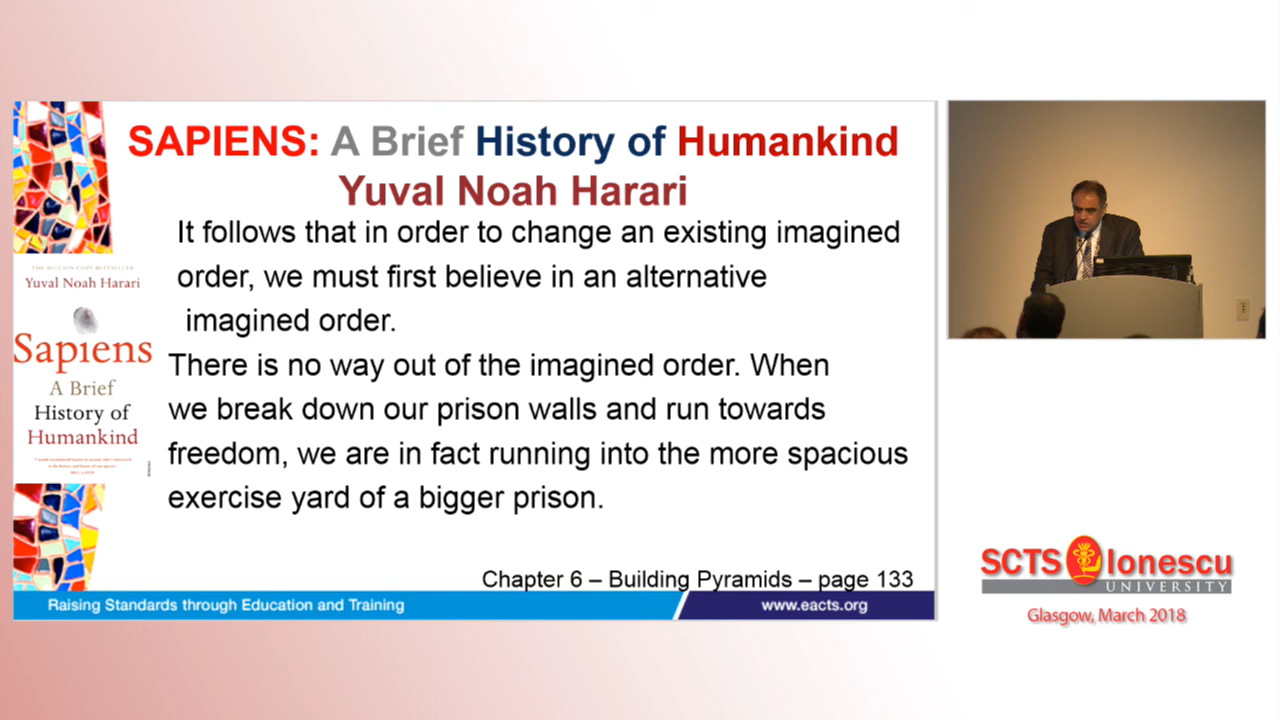 SAPIENS: A Brief History of Humankind
Yuval Noah Harari
It follows that in order to change an existing imagined
order, we must first believe in an alternative
imagined order.
There is no way out of the imagined order. When
we break down our prison walls and run towards
freedom, we are in fact running into the more spacious
exercise yard of a bigger prison.
Chapter 6 – Building Pyramids – page 133
THE MILLION COPY BESTSELLER
Yuval Noah Harari
Sapiens
A Brief
History of
Humankind
Raising Standards through Education and Training
www.eacts.org
SCTS Ionescu
UNIVERSITY
Glasgow, March 2018